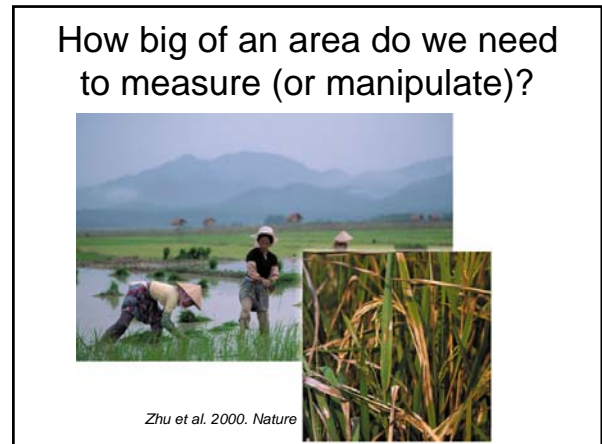 How big of an area do we need
to measure (or manipulate)?
Zhu et al. 2000. Nature